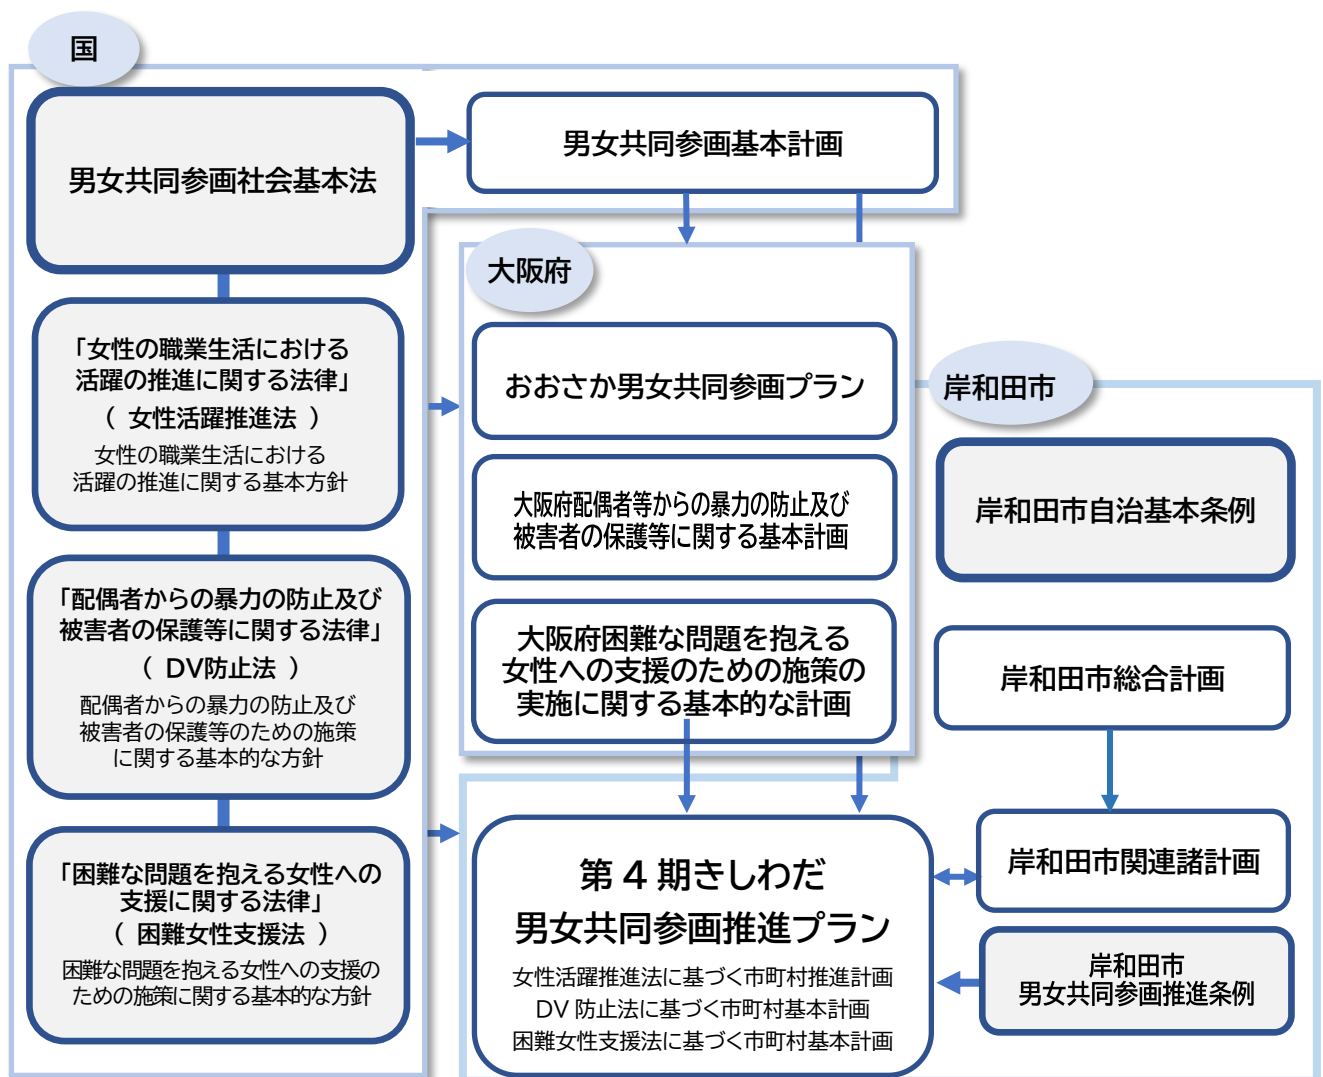 国
男女共同参画社会基本法
男女共同参画基本計画
「女性の職業生活における
活躍の推進に関する法律」
（ 女性活躍推進法 ）
女性の職業生活における
活躍の推進に関する基本方針
「配偶者からの暴力の防止及び
被害者の保護等に関する法律」
（ DV防止法 ）
配偶者からの暴力の防止及び
被害者の保護等のための施策
に関する基本的な方針
「困難な問題を抱える女性への
支援に関する法律」
（ 困難女性支援法 ）
困難な問題を抱える女性への支援の
ための施策に関する基本的な方針
大阪府
おおさか男女共同参画プラン
大阪府配偶者等からの暴力の防止及び
被害者の保護等に関する基本計画
大阪府困難な問題を抱える
女性への支援のための施策の
実施に関する基本的な計画
岸和田市
岸和田市自治基本条例
岸和田市総合計画
岸和田市関連諸計画
岸和田市
男女共同参画推進条例
第 4 期きしわだ
男女共同参画推進プラン
女性活躍推進法に基づく市町村推進計画
DV 防止法に基づく市町村基本計画
困難女性支援法に基づく市町村基本計画